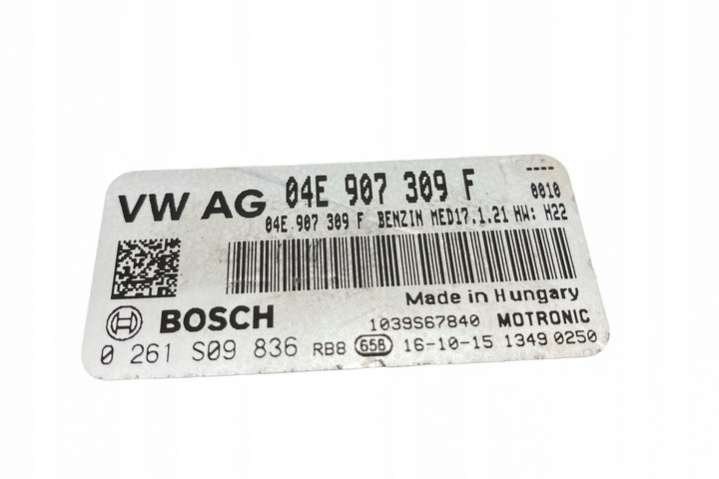 VW AG 04E 907 309 F ----
0010
04E 907 309 F BENZIN MED17.1.21 HW: H22
Made in Hungary
BOSCH 1039S67840 MOTRONIC
0 261 S09 836 RB8 658 16-10-15 1349 0250